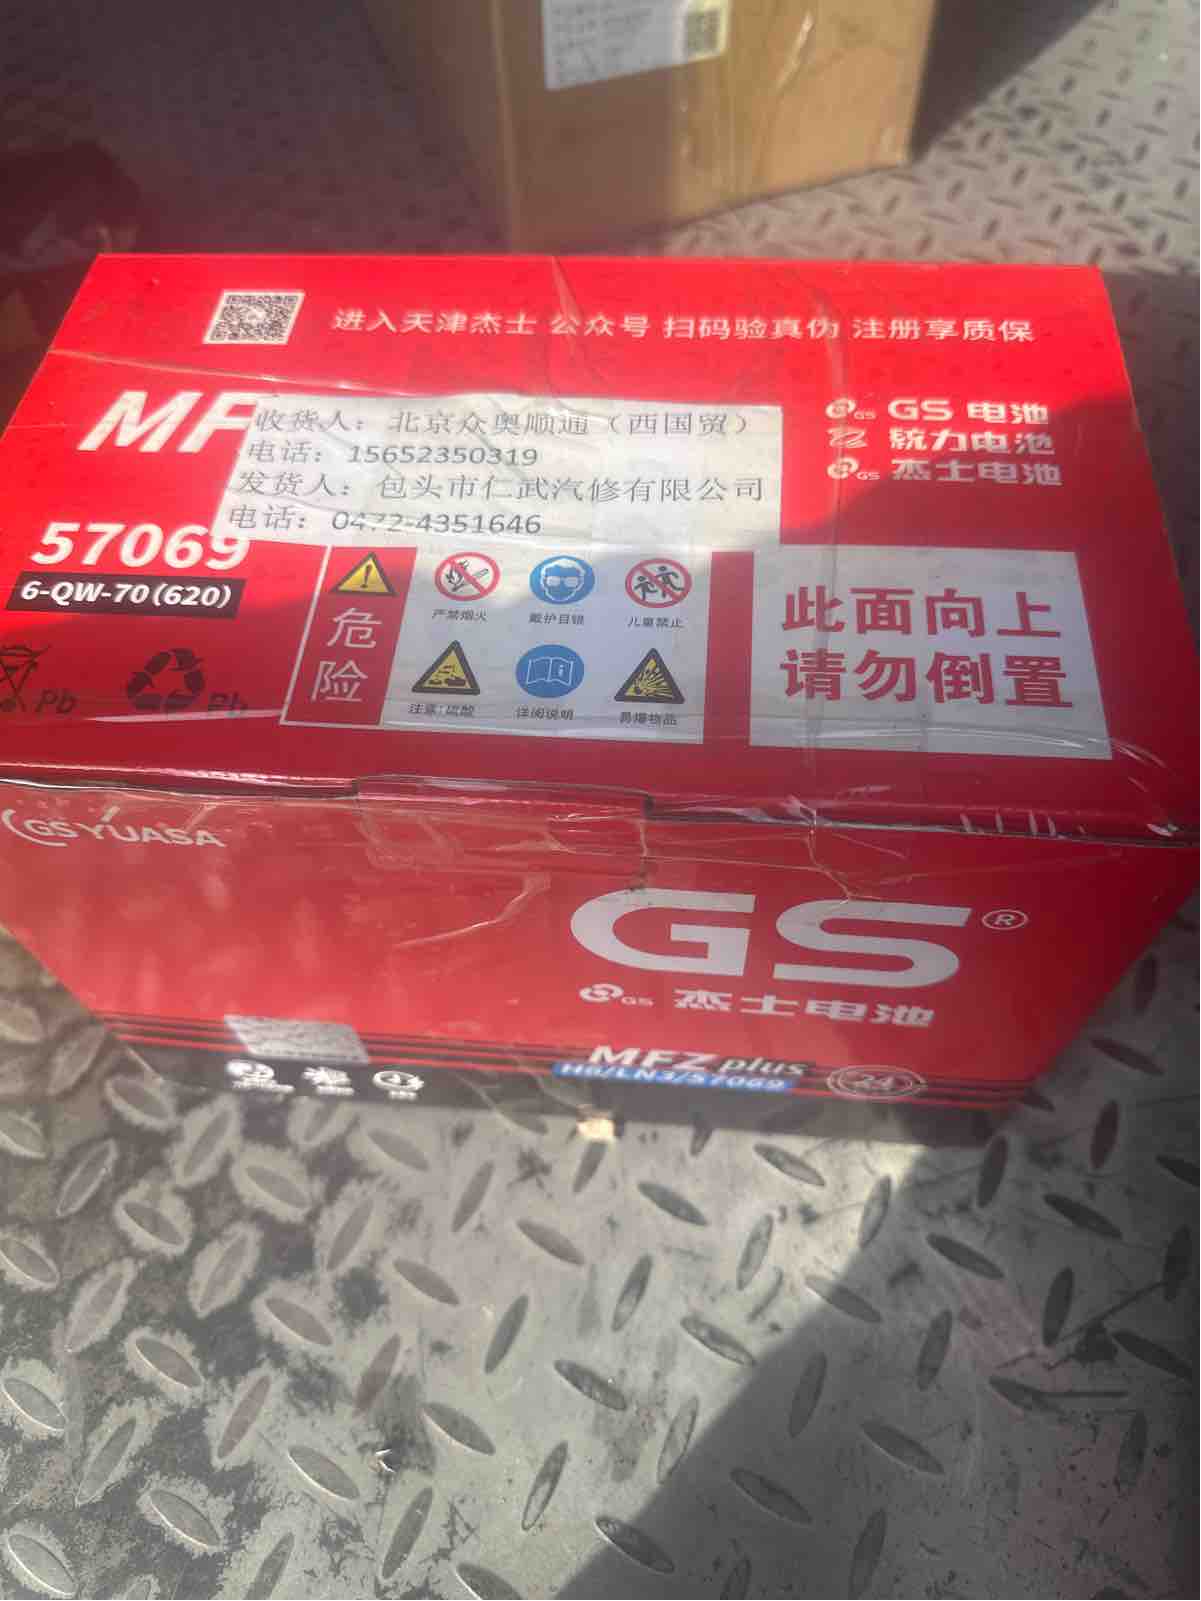 进入天津杰士 公众号 扫码验真伪 注册享质保
MF
收货人：北京众奥顺通（西国贸）
电话：15652350319
发货人：包头市仁武汽修有限公司
电话：0472-4351646
GS GS 电池
统力电池
GS 杰士电池
57069
6-QW-70(620)
Pb
Pb
危险
严禁烟火
戴护目镜
儿童禁止
注意:硫酸
详阅说明
易爆物品
此面向上
请勿倒置
GS YUASA
GS®
GS 杰士电池
MFZ plus
H6/LN3/57069
24